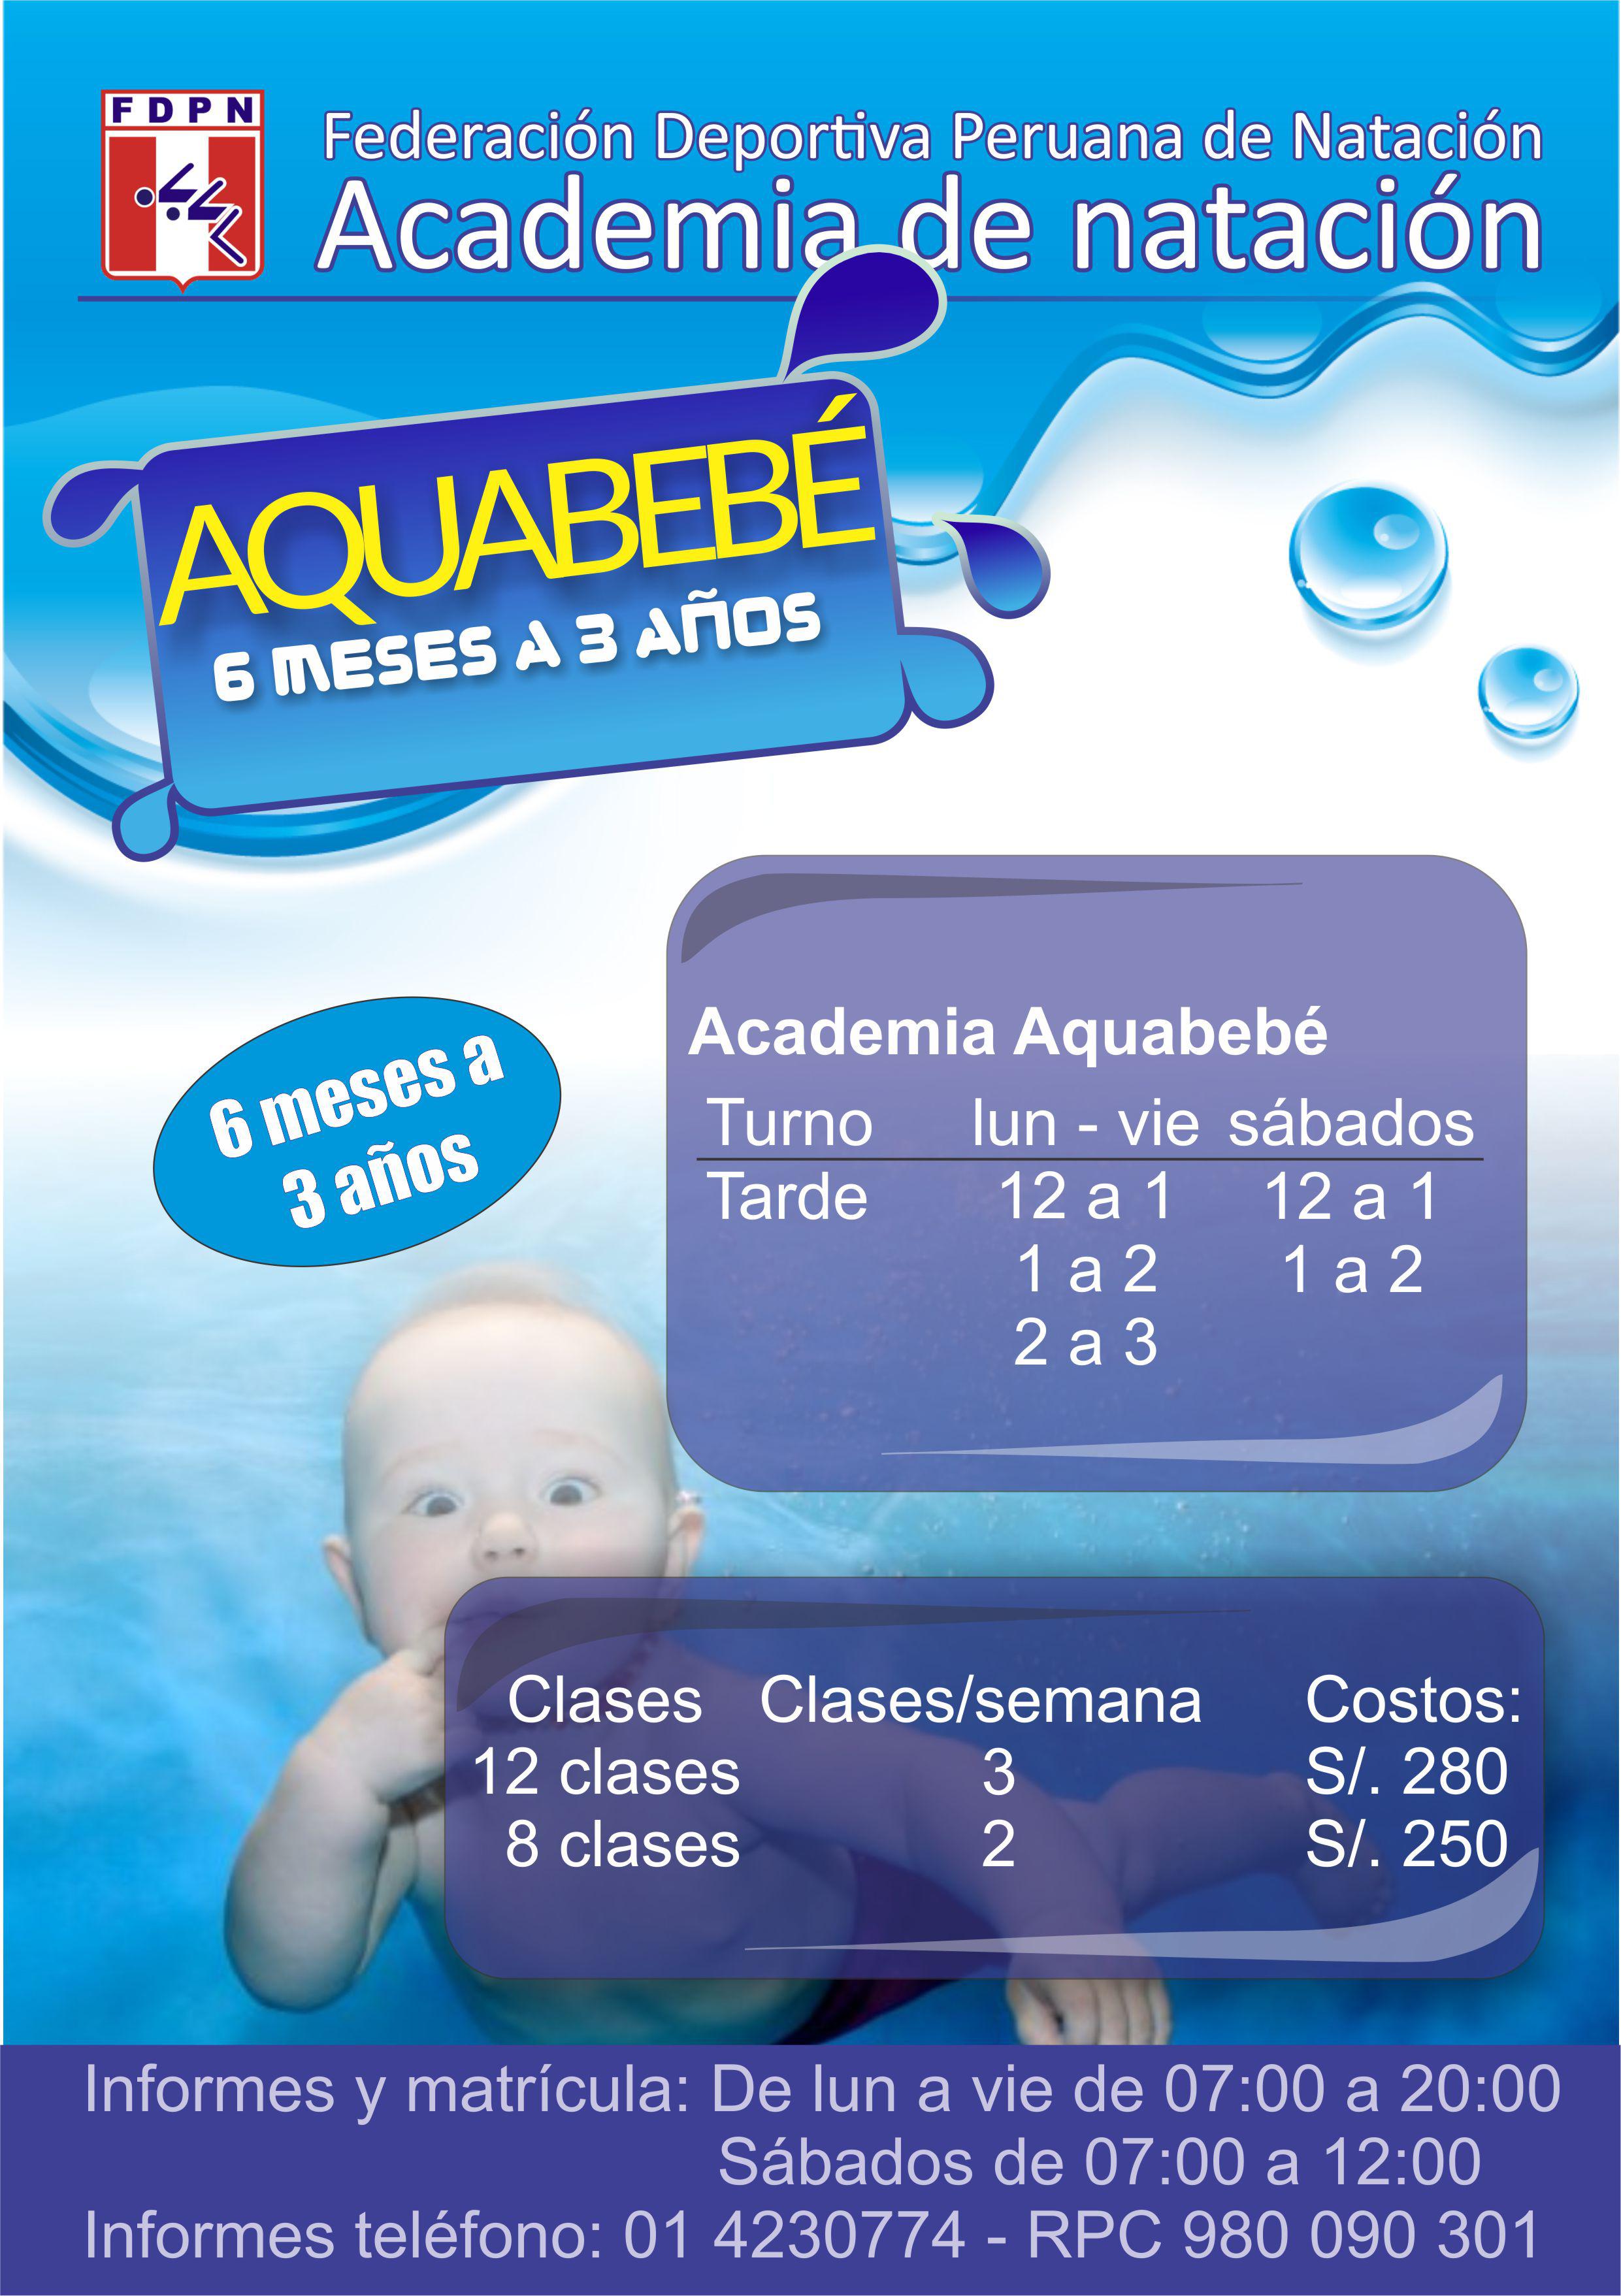 FDPN
Federación Deportiva Peruana de Natación
Academia de natación
AQUABEBÉ
6 MESES A 3 AÑOS
6 meses a
3 años
Academia Aquabebé
Turno lun - vie sábados
Tarde 12 a 1 12 a 1
1 a 2 1 a 2
2 a 3
Clases Clases/semana Costos:
12 clases 3 S/. 280
8 clases 2 S/. 250
Informes y matrícula: De lun a vie de 07:00 a 20:00
Sábados de 07:00 a 12:00
Informes teléfono: 01 4230774 - RPC 980 090 301